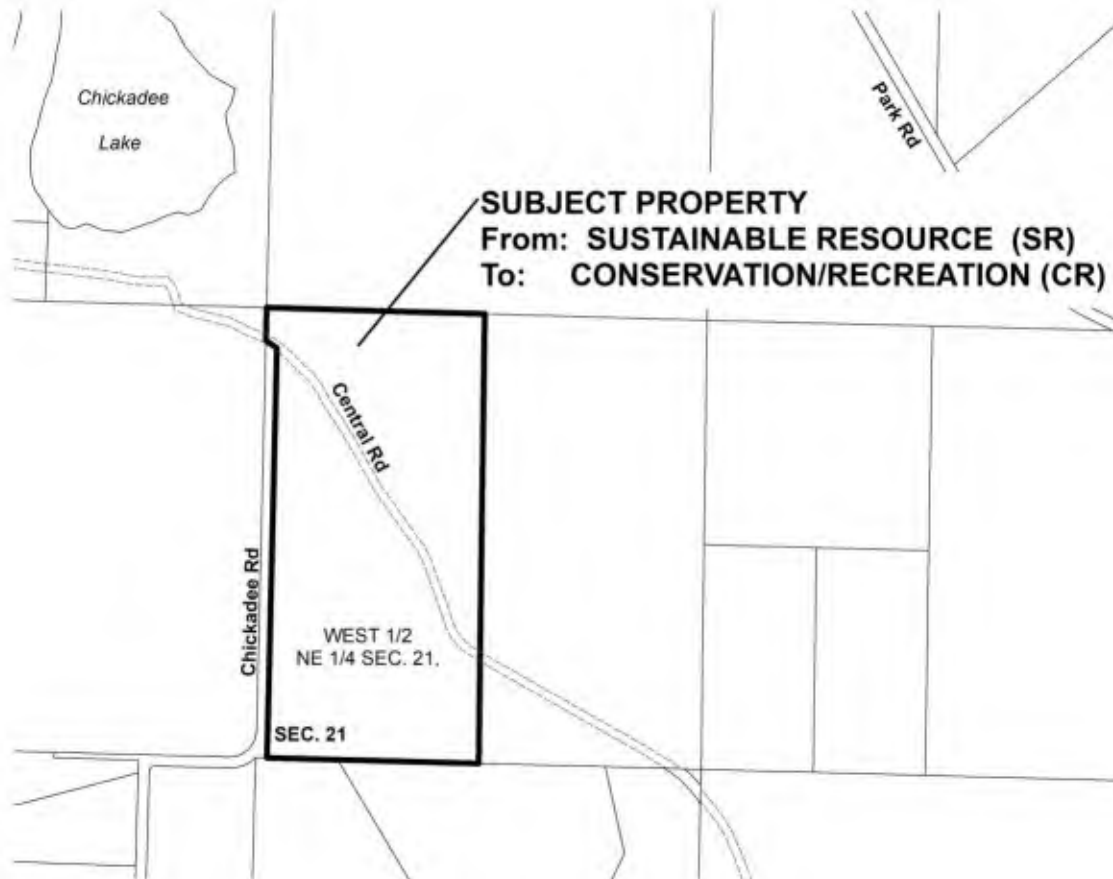 Chickadee
Lake
Park Rd
SUBJECT PROPERTY
From: SUSTAINABLE RESOURCE (SR)
To: CONSERVATION/RECREATION (CR)
Central Rd
Chickadee Rd
WEST 1/2
NE 1/4 SEC. 21,
SEC. 21